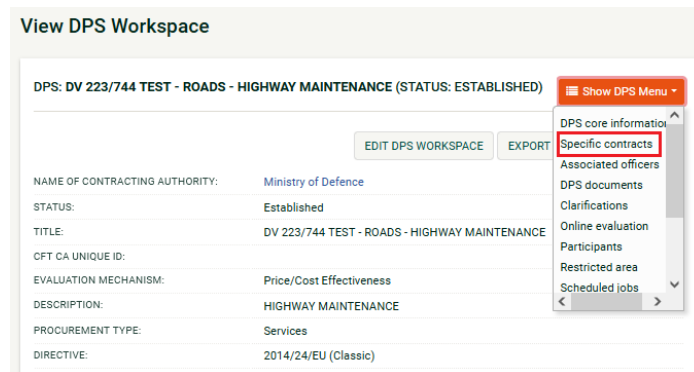 View DPS Workspace
DPS: DV 223/744 TEST - ROADS - HIGHWAY MAINTENANCE (STATUS: ESTABLISHED)
Show DPS Menu
DPS core information
EDIT DPS WORKSPACE
EXPORT
Specific contracts
Associated officers
NAME OF CONTRACTING AUTHORITY: Ministry of Defence
DPS documents
STATUS: Established
Clarifications
TITLE: DV 223/744 TEST - ROADS - HIGHWAY MAINTENANCE
Online evaluation
Participants
CFT CA UNIQUE ID:
Restricted area
EVALUATION MECHANISM: Price/Cost Effectiveness
Scheduled jobs
DESCRIPTION: HIGHWAY MAINTENANCE
PROCUREMENT TYPE: Services
DIRECTIVE: 2014/24/EU (Classic)